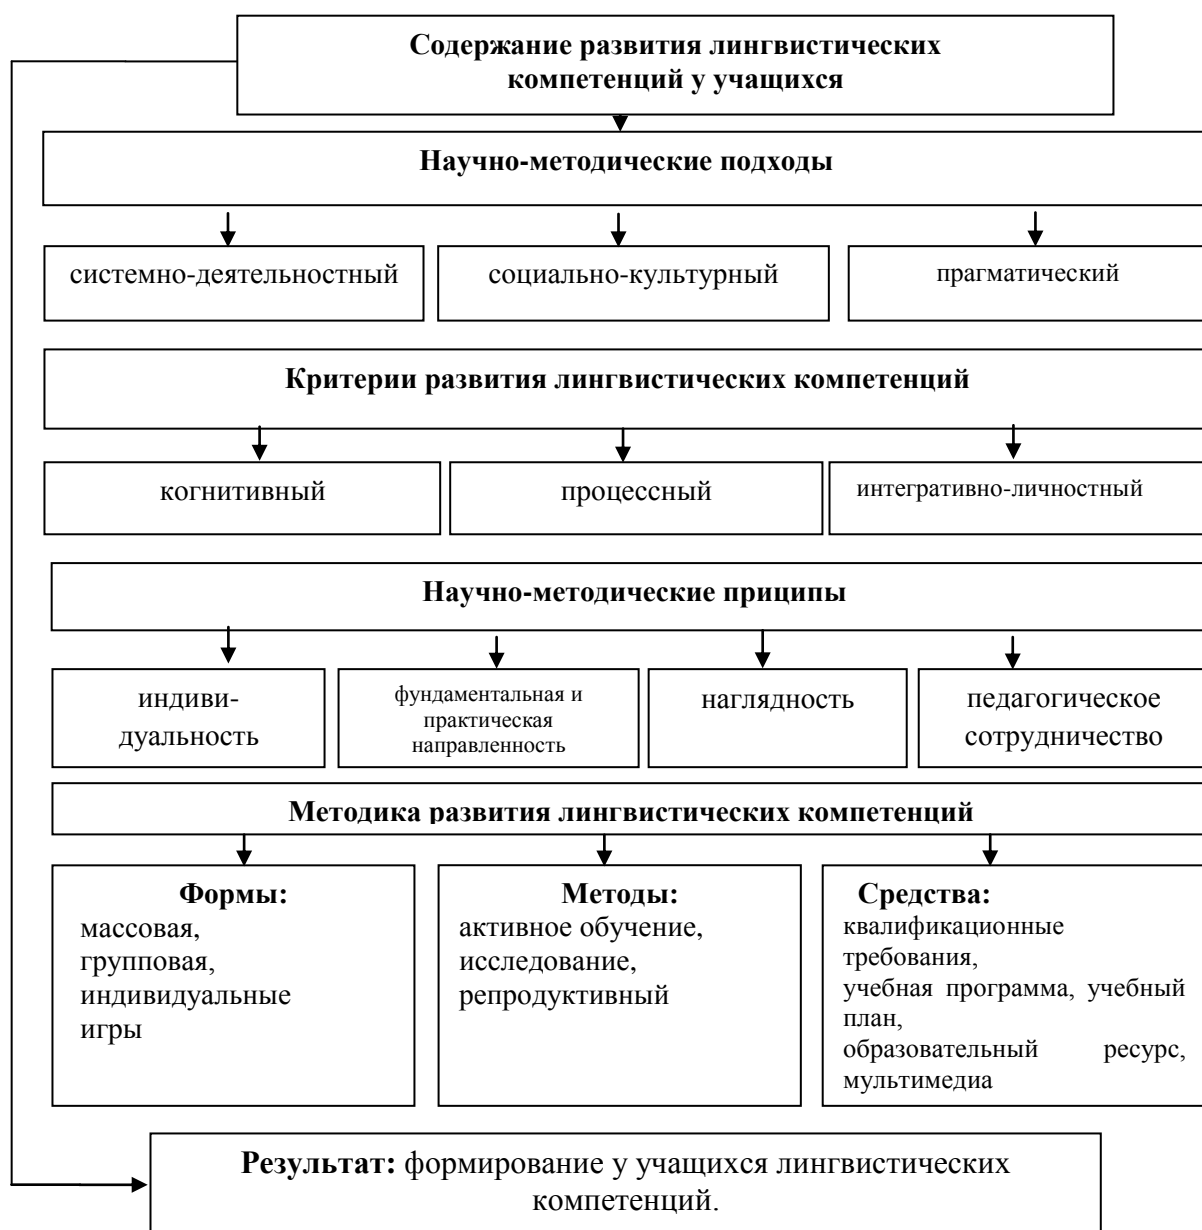 Содержание развития лингвистических
компетенций у учащихся
Научно-методические подходы
системно-деятельностный
социально-культурный
прагматический
Критерии развития лингвистических компетенций
когнитивный
процессный
интегративно-личностный
Научно-методические приципы
индиви-
дуальность
фундаментальная и
практическая
направленность
наглядность
педагогическое
сотрудничество
Методика развития лингвистических компетенций
Формы:
массовая,
групповая,
индивидуальные
игры
Методы:
активное обучение,
исследование,
репродуктивный
Средства:
квалификационные
требования,
учебная программа, учебный
план,
образовательный ресурс,
мультимедиа
Результат: формирование у учащихся лингвистических
компетенций.